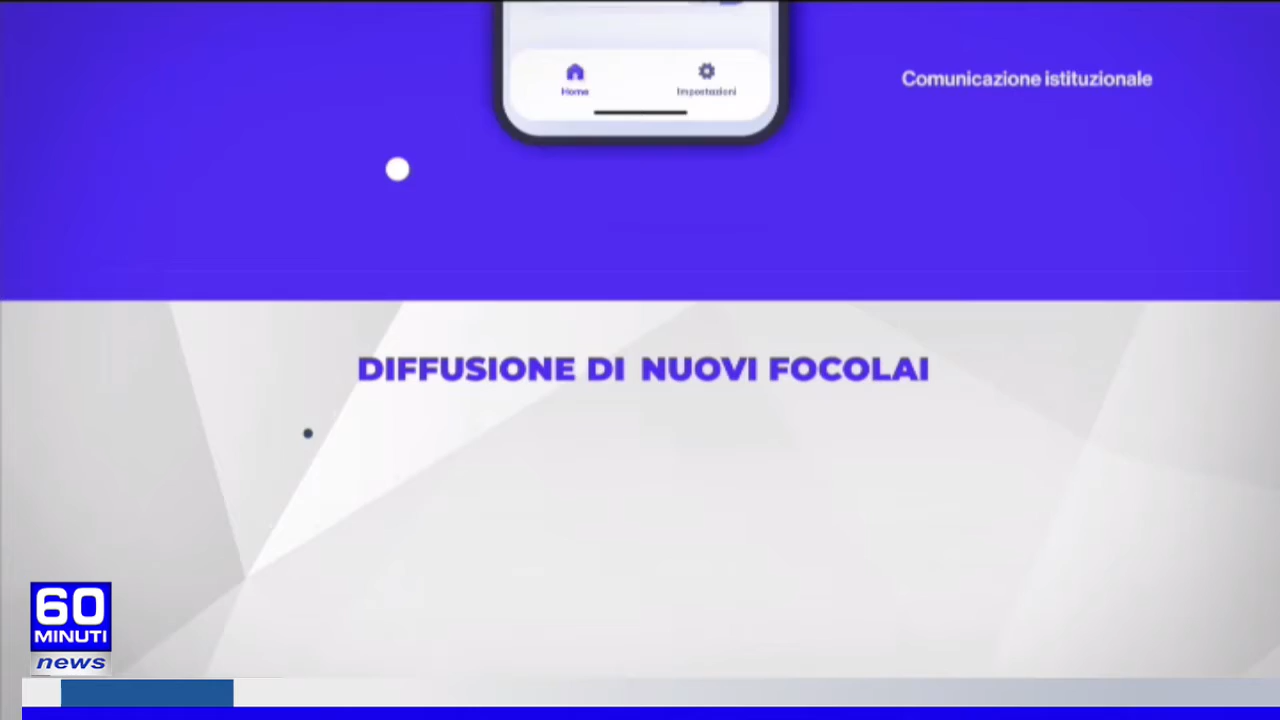 Home
Impostazioni
Comunicazione istituzionale
DIFFUSIONE DI NUOVI FOCOLAI
60
MINUTI
news